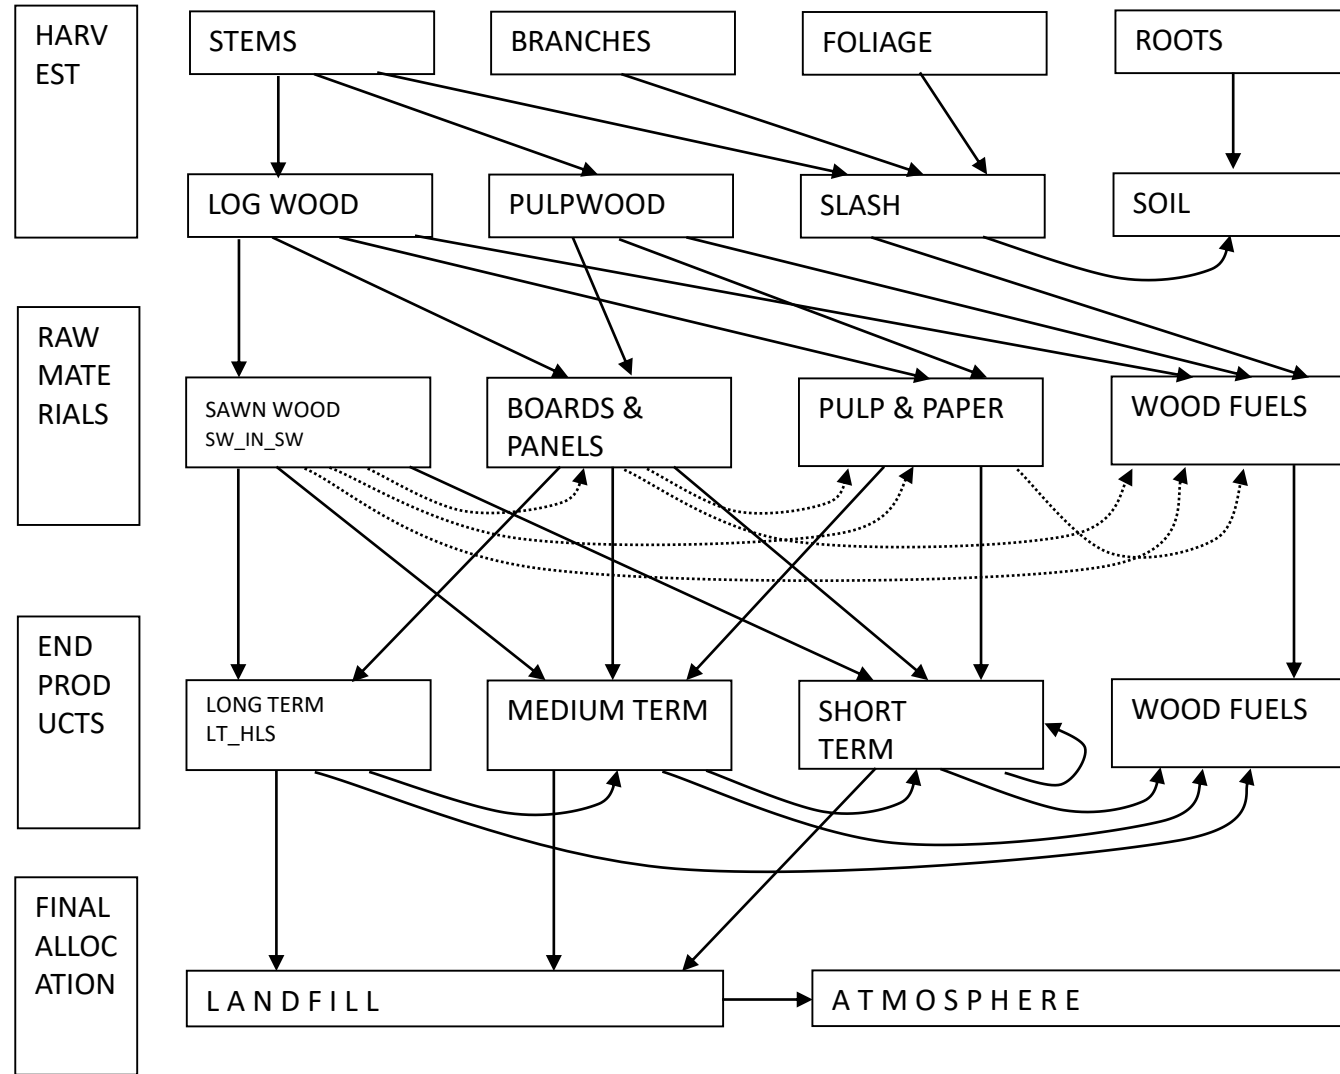 HARV
EST
STEMS
BRANCHES
FOLIAGE
ROOTS
LOG WOOD
PULPWOOD
SLASH
SOIL
RAW
MATE
RIALS
SAWN WOOD
SW_IN_SW
BOARDS &
PANELS
PULP & PAPER
WOOD FUELS
END
PROD
UCTS
LONG TERM
LT_HLS
MEDIUM TERM
SHORT
TERM
WOOD FUELS
FINAL
ALLOC
ATION
L A N D F I L L
A T M O S P H E R E